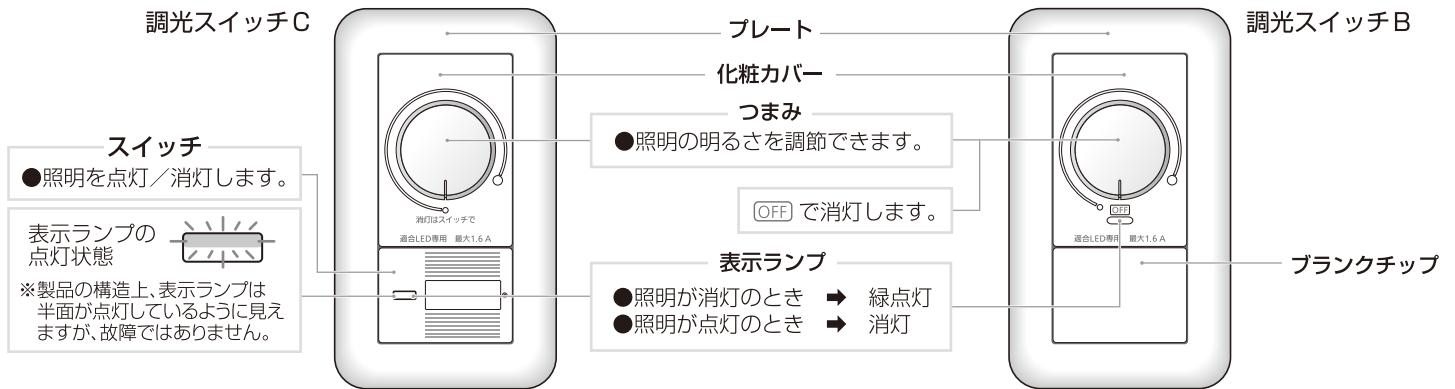 調光スイッチC
プレート
調光スイッチB
化粧カバー
つまみ
●照明の明るさを調節できます。
スイッチ
●照明を点灯／消灯します。
消灯はスイッチで
適合LED専用 最大1.6A
OFF で消灯します。
OFF
適合LED専用 最大1.6A
表示ランプの
点灯状態
※製品の構造上、表示ランプは
半面が点灯しているように見え
ますが、故障ではありません。
表示ランプ
●照明が消灯のとき ➡ 緑点灯
●照明が点灯のとき ➡ 消灯
ブランクチップ